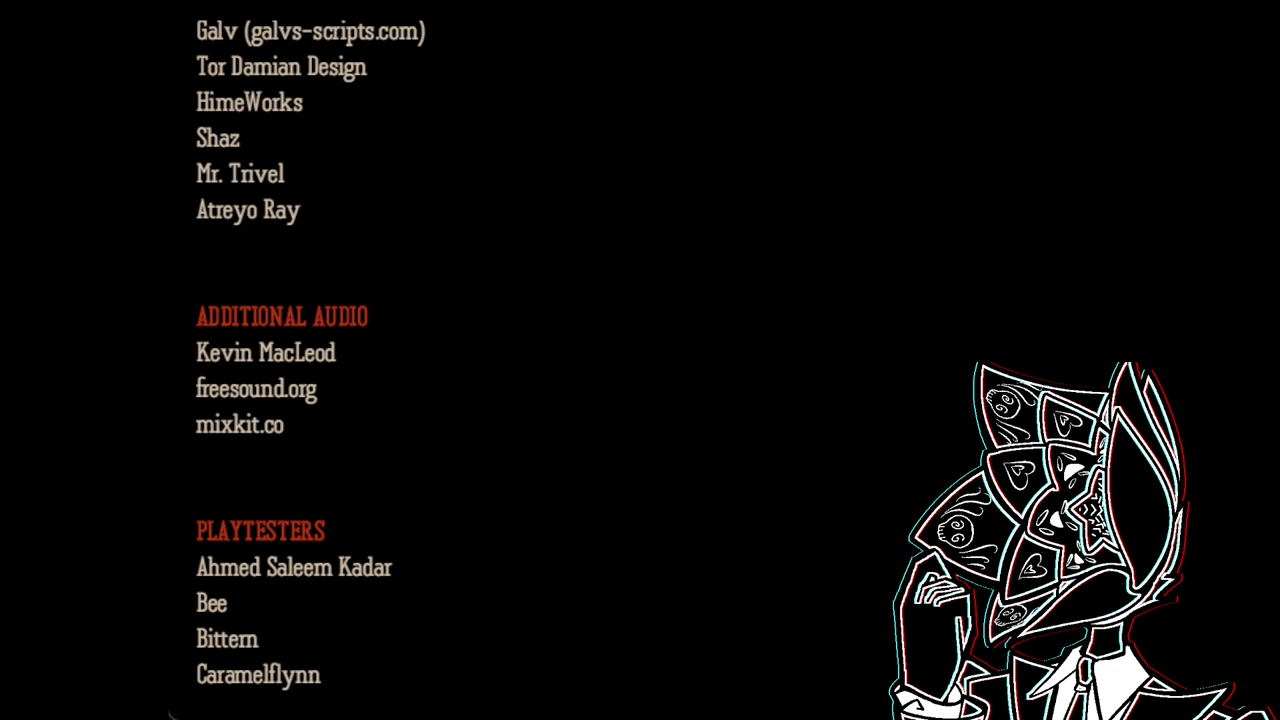 Galv (galvs-scripts.com)
Tor Damian Design
HimeWorks
Shaz
Mr. Trivel
Atreyo Ray
ADDITIONAL AUDIO
Kevin MacLeod
freesound.org
mixkit.co
PLAYTESTERS
Ahmed Saleem Kadar
Bee
Bittern
Caramelflynn